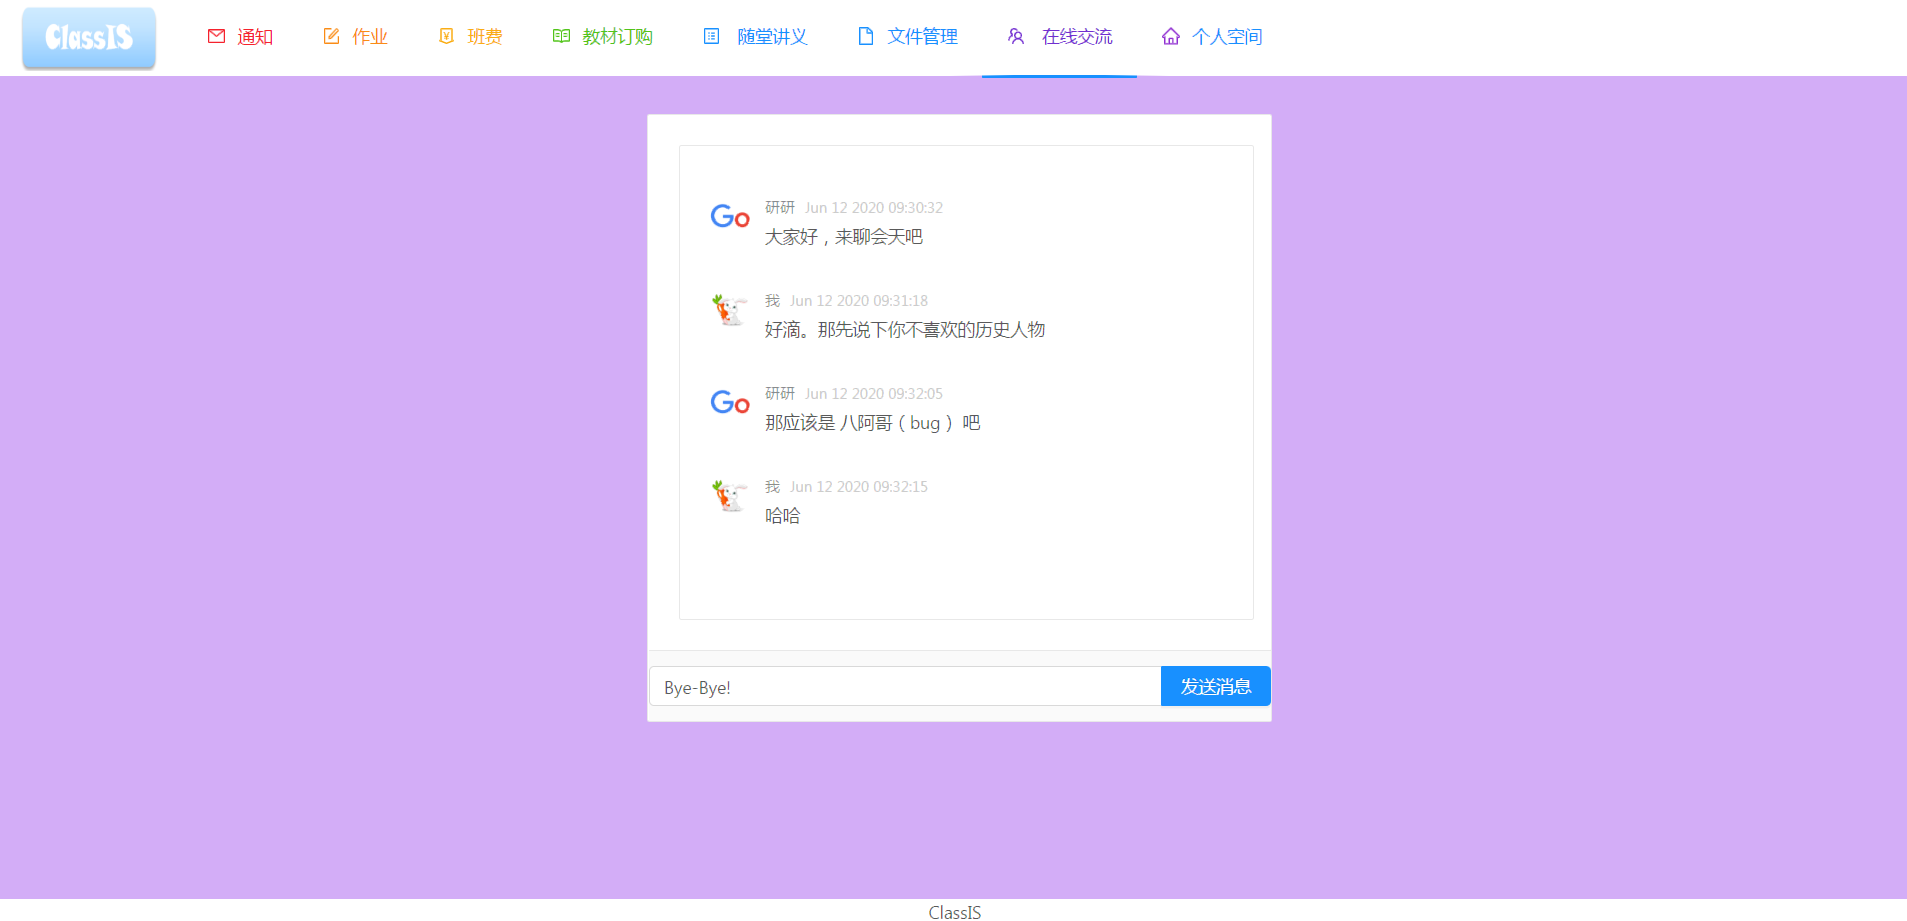 ClassIS 通知 作业 班费 教材订购 随堂讲义 文件管理 在线交流 个人空间
Go 研研 Jun 12 2020 09:30:32
大家好，来聊会天吧
我 Jun 12 2020 09:31:18
好滴。那先说下你不喜欢的历史人物
Go 研研 Jun 12 2020 09:32:05
那应该是 八阿哥（bug） 吧
我 Jun 12 2020 09:32:15
哈哈
Bye-Bye! 发送消息
ClassIS